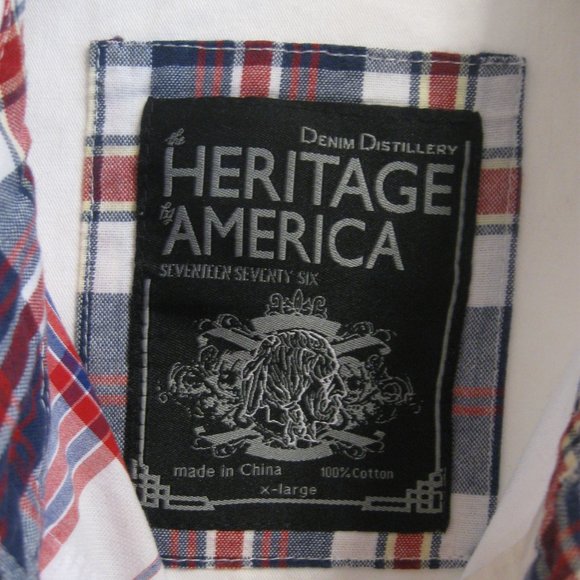 DENIM DISTILLERY
the
HERITAGE
by
AMERICA
SEVENTEEN SEVENTY SIX
made in China 100% Cotton
x-large